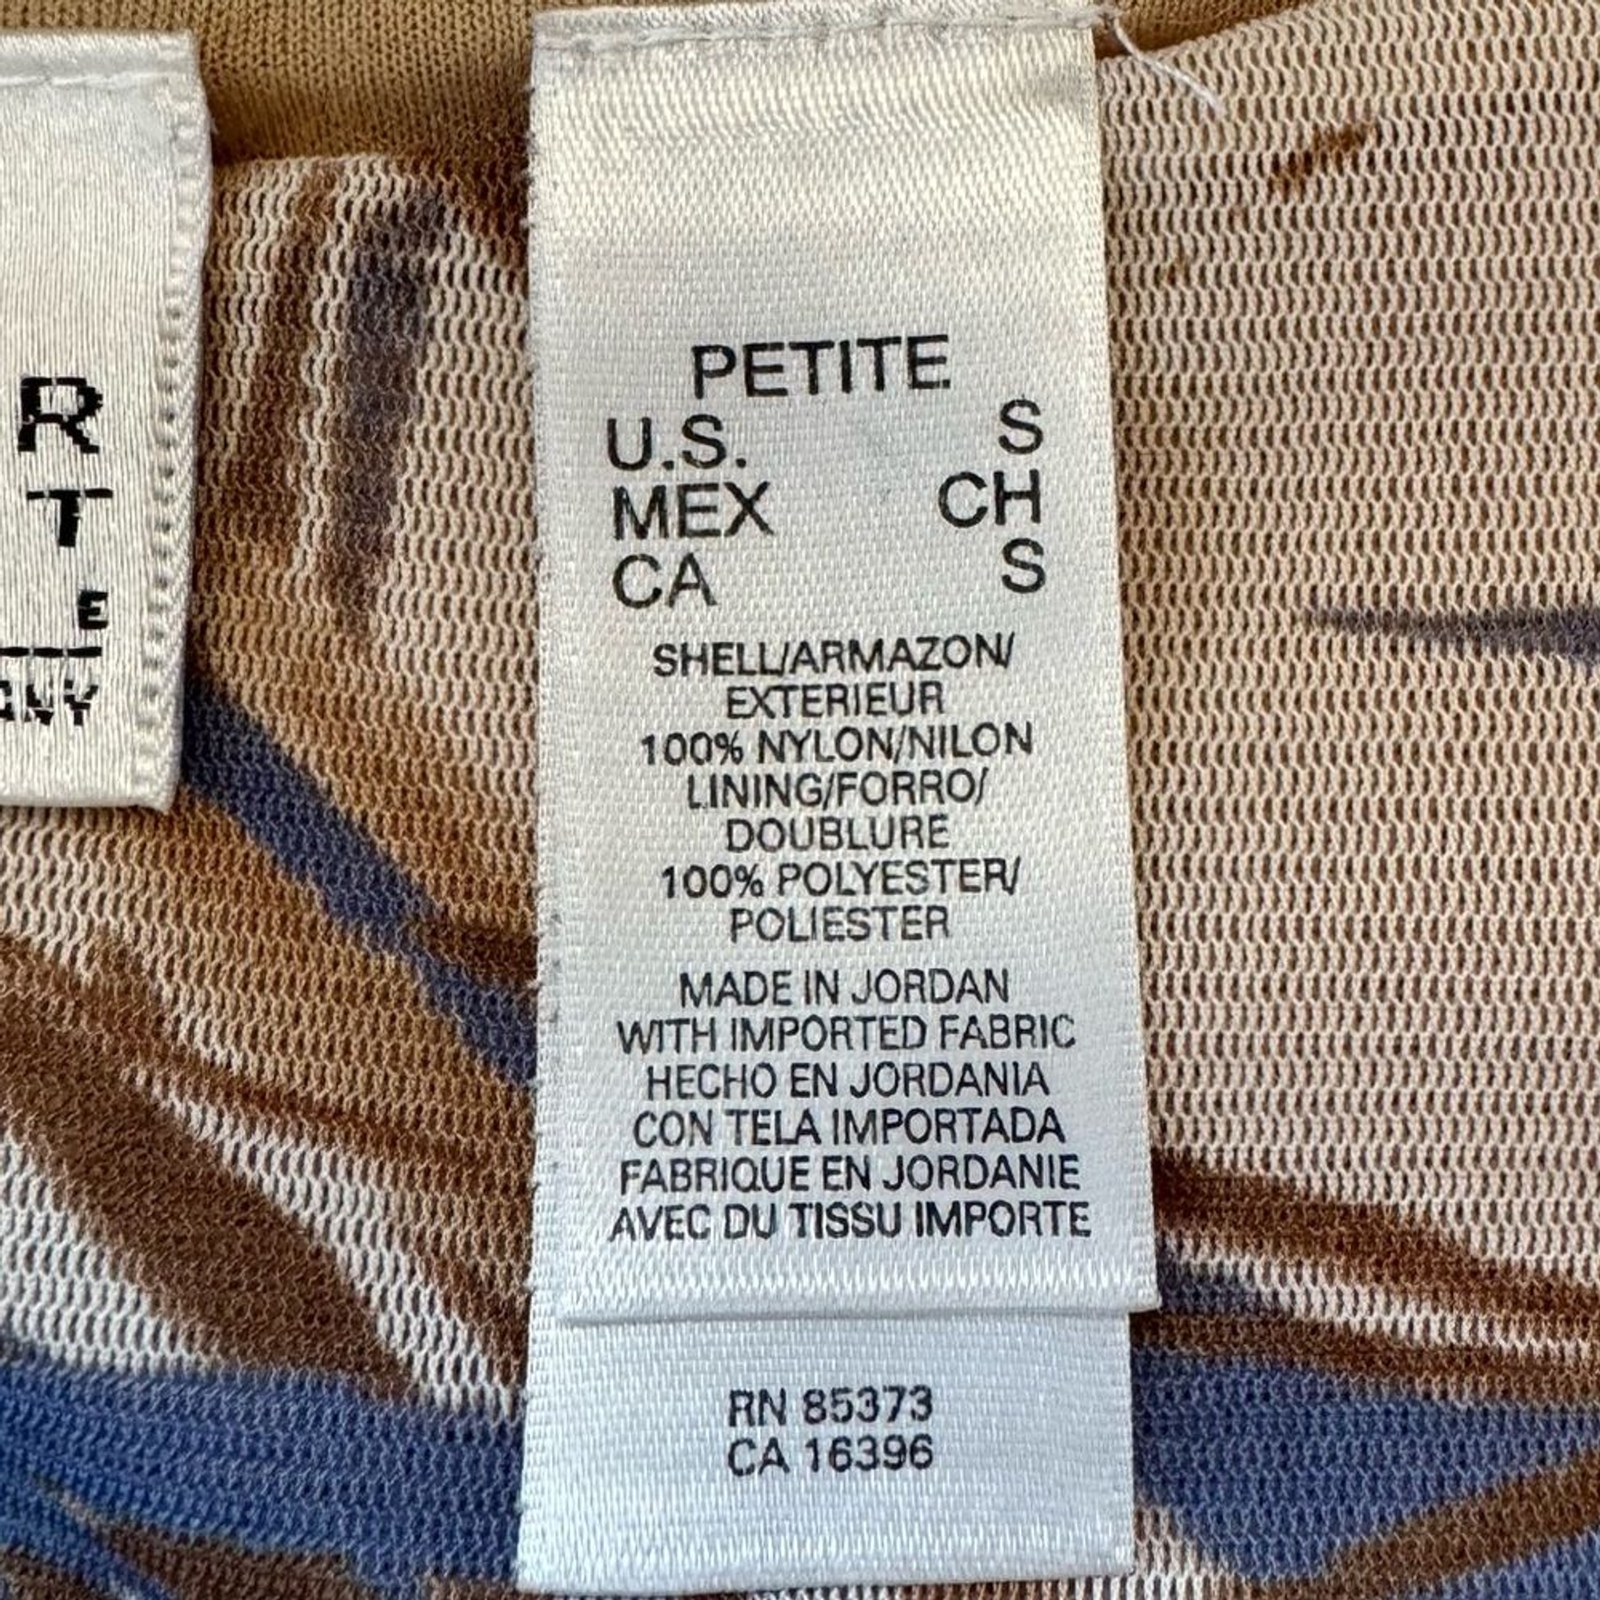 R
T
E
PETITE
U.S. S
MEX CH
CA S
SHELL/ARMAZON/
EXTERIEUR
100% NYLON/NILON
LINING/FORRO/
DOUBLURE
100% POLYESTER/
POLIESTER
MADE IN JORDAN
WITH IMPORTED FABRIC
HECHO EN JORDANIA
CON TELA IMPORTADA
FABRIQUE EN JORDANIE
AVEC DU TISSU IMPORTE
RN 85373
CA 16396